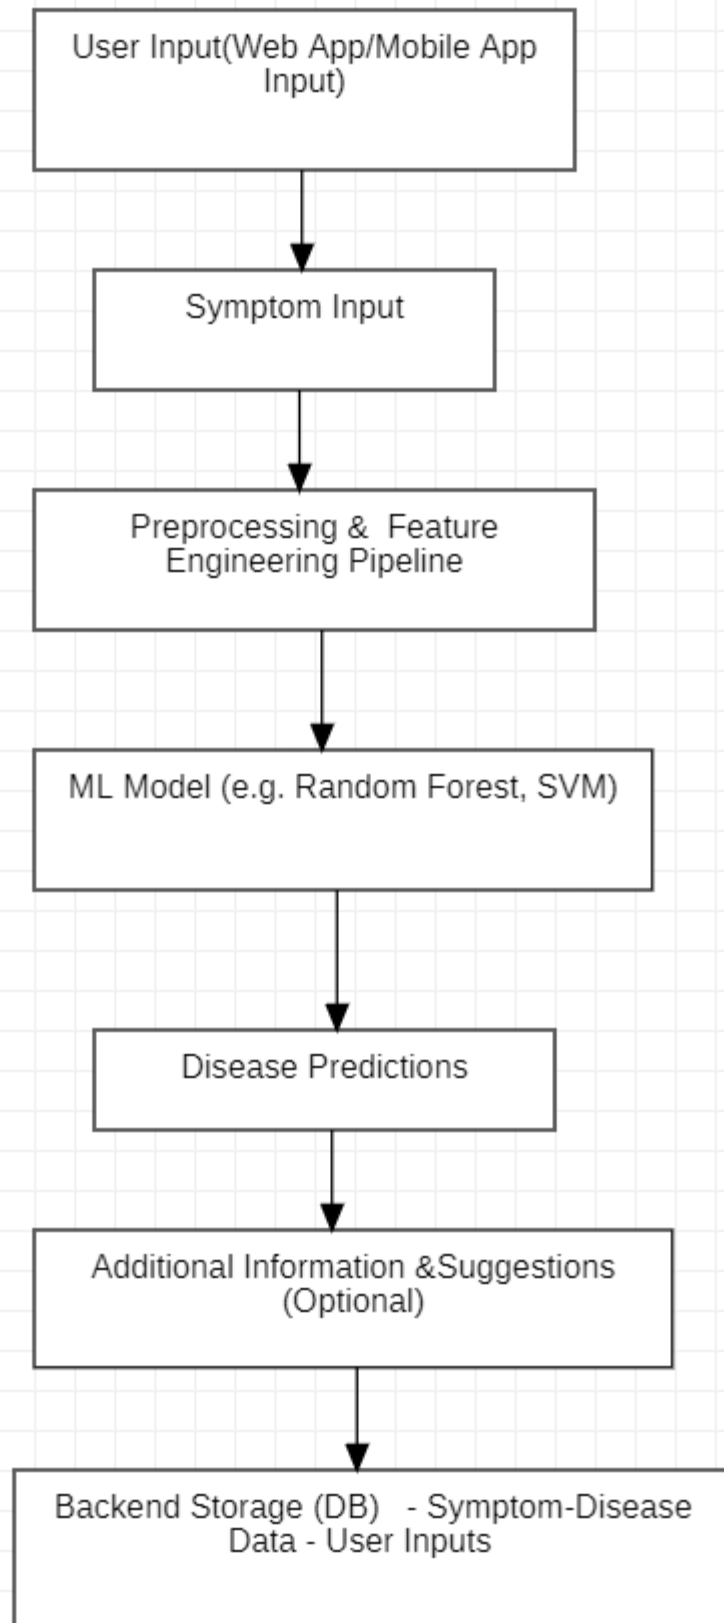 User Input(Web App/Mobile App
Input)
Symptom Input
Preprocessing &  Feature
Engineering Pipeline
ML Model (e.g. Random Forest, SVM)
Disease Predictions
Additional Information &Suggestions
(Optional)
Backend Storage (DB)   - Symptom-Disease
Data - User Inputs